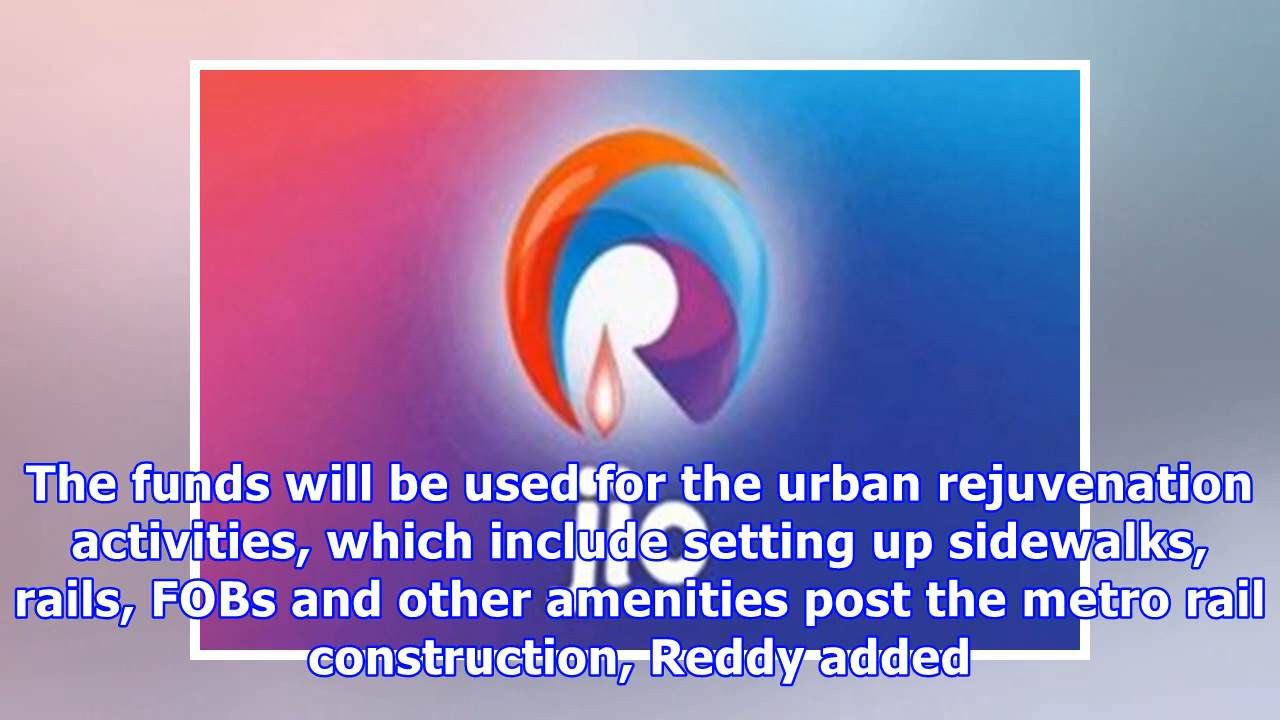 The funds will be used for the urban rejuvenation
activities, which include setting up sidewalks,
rails, FOBs and other amenities post the metro rail
construction, Reddy added
jio